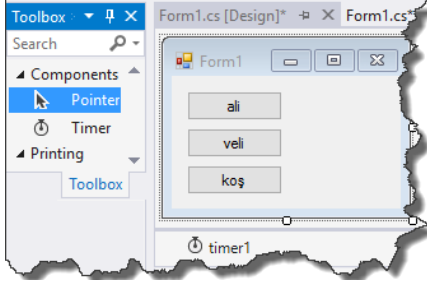 Toolbox
Form1.cs [Design]*
Form1.cs*
Search
Form1
Components
Pointer
Timer
Printing
Toolbox
ali
veli
koş
timer1